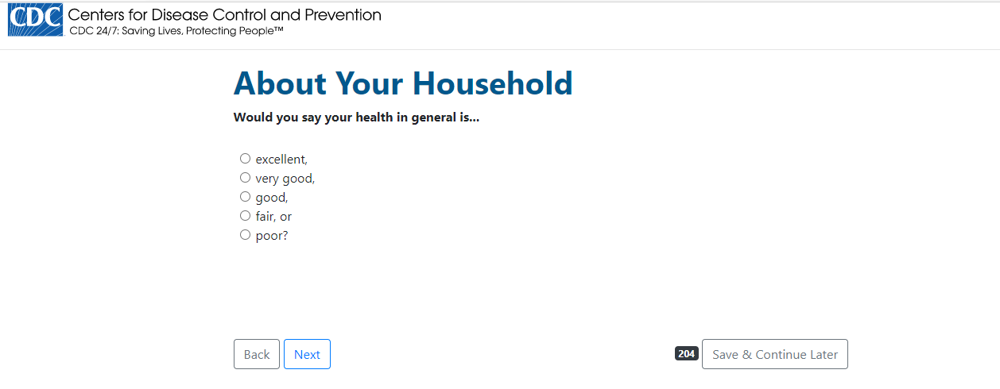 CDC Centers for Disease Control and Prevention
CDC 24/7: Saving Lives, Protecting People™
About Your Household
Would you say your health in general is...
excellent,
very good,
good,
fair, or
poor?
Back Next 204 Save & Continue Later